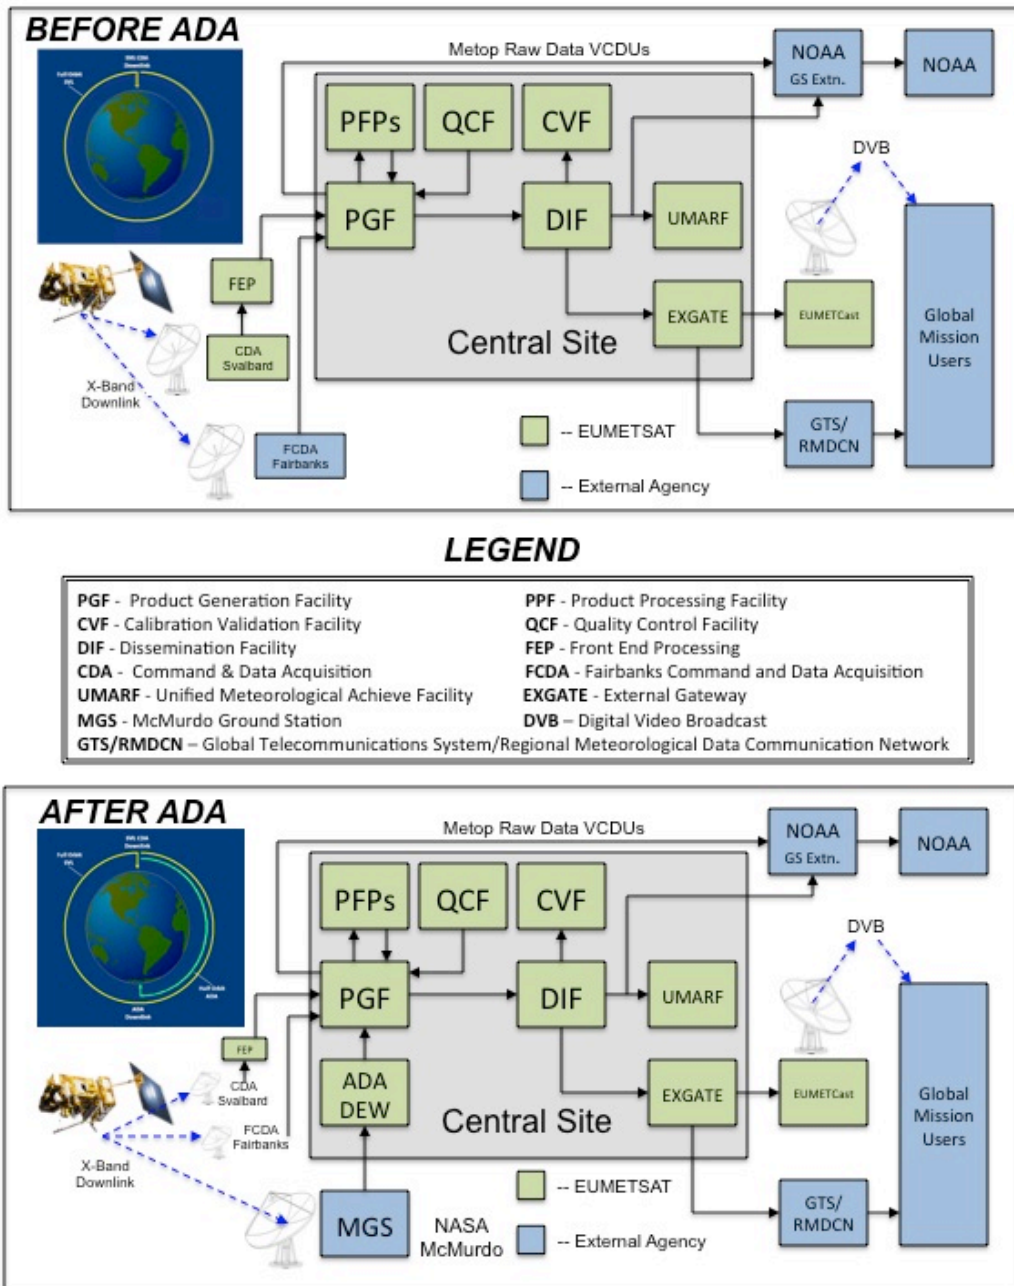 BEFORE ADA
Metop Raw Data VCDUs
NOAA
GS Extn.
NOAA
PFPs
QCF
CVF
DVB
PGF
DIF
UMARF
FEP
EXGATE
EUMETCast
Global
Mission
Users
CDA
Svalbard
Central Site
X-Band
Downlink
-- EUMETSAT
GTS/
RMDCN
FCDA
Fairbanks
-- External Agency
LEGEND
PGF - Product Generation Facility
CVF - Calibration Validation Facility
DIF - Dissemination Facility
CDA - Command & Data Acquisition
UMARF - Unified Meteorological Achieve Facility
MGS - McMurdo Ground Station
PPF - Product Processing Facility
QCF - Quality Control Facility
FEP - Front End Processing
FCDA - Fairbanks Command and Data Acquisition
EXGATE - External Gateway
DVB – Digital Video Broadcast
GTS/RMDCN – Global Telecommunications System/Regional Meteorological Data Communication Network
AFTER ADA
Metop Raw Data VCDUs
NOAA
GS Extn.
NOAA
PFPs
QCF
CVF
DVB
PGF
DIF
UMARF
ADA
Downlink
FEP
ADA
DEW
EXGATE
EUMETCast
Global
Mission
Users
CDA
Svalbard
Central Site
FCDA
Fairbanks
X-Band
Downlink
-- EUMETSAT
GTS/
RMDCN
MGS
NASA
McMurdo
-- External Agency